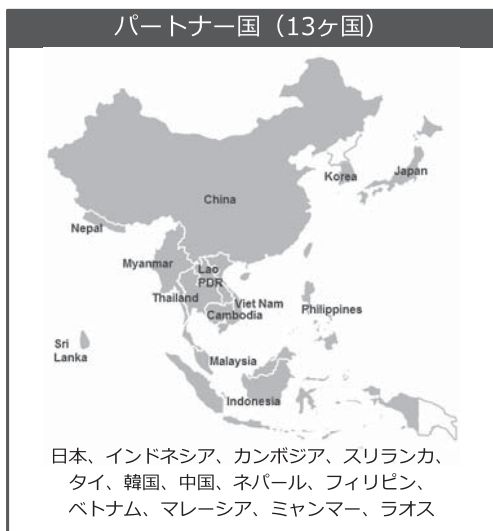 パートナー国（13ヶ国）
China
Korea
Japan
Nepal
Myanmar
Lao
PDR
Thailand
Viet Nam
Cambodia
Philippines
Sri
Lanka
Malaysia
Indonesia
日本、インドネシア、カンボジア、スリランカ、
タイ、韓国、中国、ネパール、フィリピン、
ベトナム、マレーシア、ミャンマー、ラオス